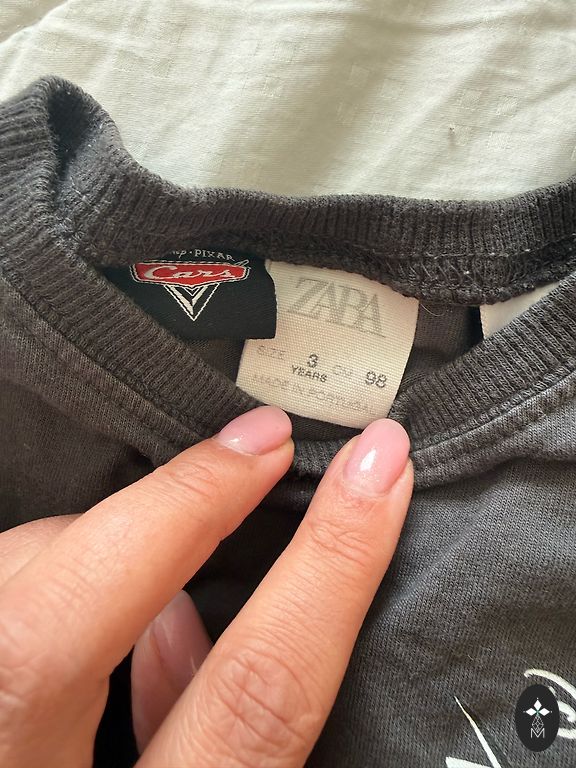 PIXAR
Cars
ZARA
SIZE 3 YEARS CM 98
MADE IN PORTUGAL